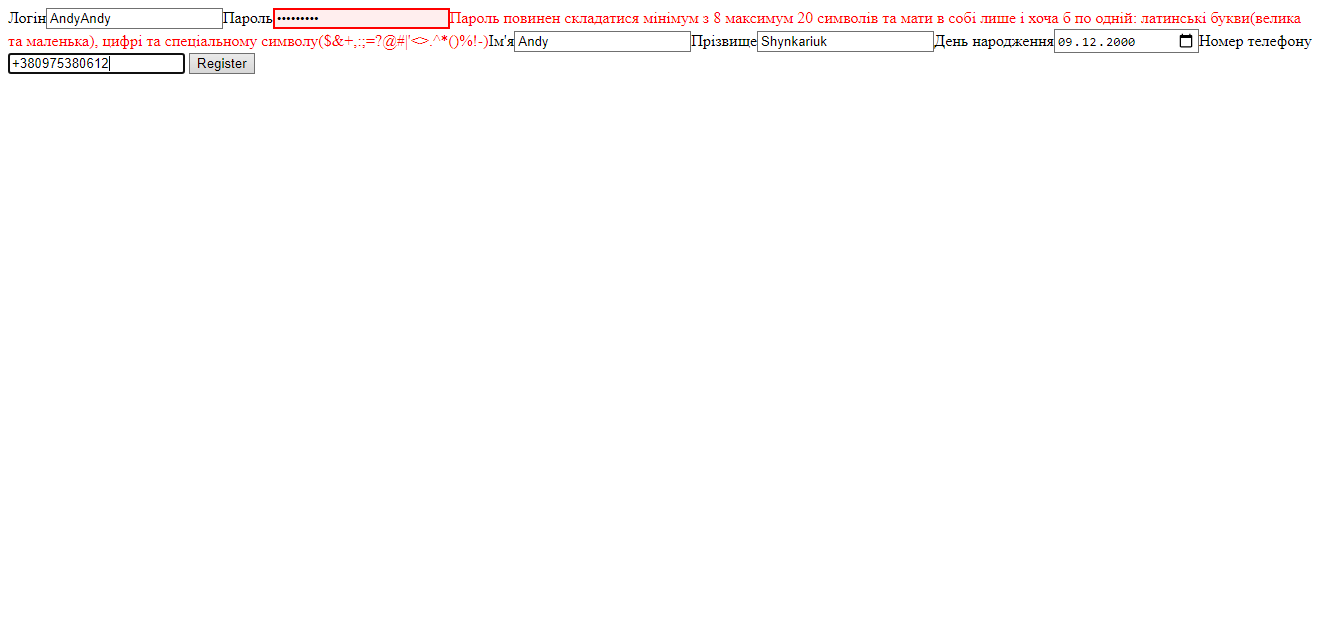 Логін AndyAndy Пароль ••••••••• Пароль повинен складатися мінімум з 8 максимум 20 символів та мати в собі лише і хоча б по одній: латинські букви(велика
та маленька), цифрі та спеціальному символу($&+,:;=?@#|'<>.^*()%!-) Ім'я Andy Прізвище Shynkariuk День народження 09.12.2000 Номер телефону
+380975380612 Register